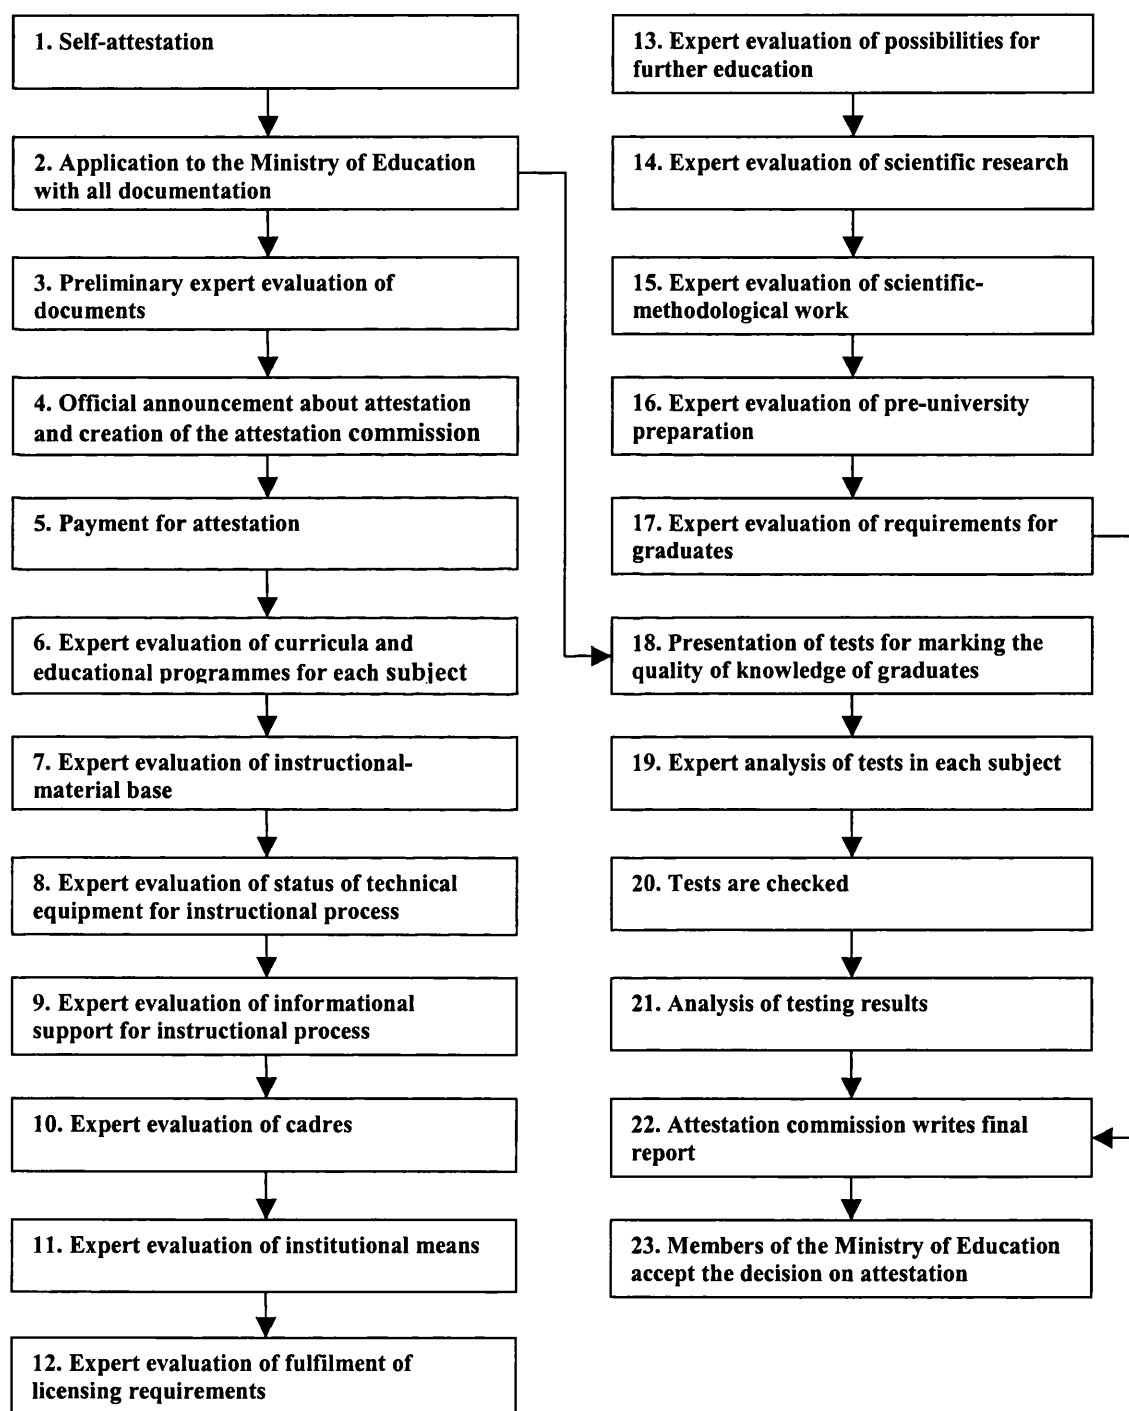 1. Self-attestation
2. Application to the Ministry of Education
with all documentation
3. Preliminary expert evaluation of
documents
4. Official announcement about attestation
and creation of the attestation commission
5. Payment for attestation
6. Expert evaluation of curricula and
educational programmes for each subject
7. Expert evaluation of instructional-
material base
8. Expert evaluation of status of technical
equipment for instructional process
9. Expert evaluation of informational
support for instructional process
10. Expert evaluation of cadres
11. Expert evaluation of institutional means
12. Expert evaluation of fulfilment of
licensing requirements
13. Expert evaluation of possibilities for
further education
14. Expert evaluation of scientific research
15. Expert evaluation of scientific-
methodological work
16. Expert evaluation of pre-university
preparation
17. Expert evaluation of requirements for
graduates
18. Presentation of tests for marking the
quality of knowledge of graduates
19. Expert analysis of tests in each subject
20. Tests are checked
21. Analysis of testing results
22. Attestation commission writes final
report
23. Members of the Ministry of Education
accept the decision on attestation